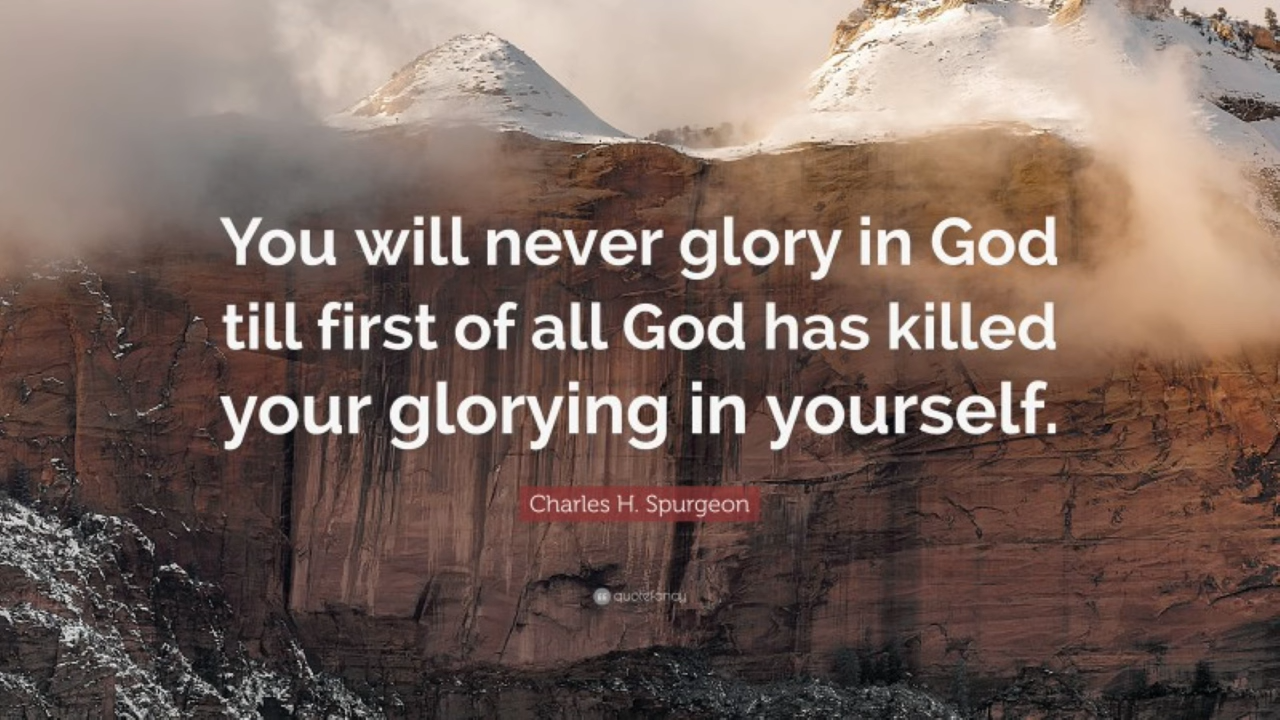 You will never glory in God
till first of all God has killed
your glorying in yourself.
Charles H. Spurgeon
quotefancy